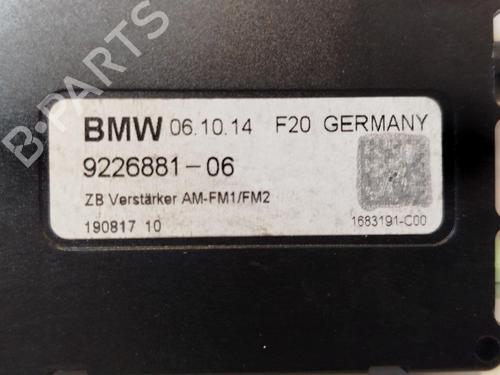 B-PARTS
BMW 06.10.14 F20 GERMANY
9226881-06
ZB Verstärker AM-FM1/FM2
190817 10
1683191-C00